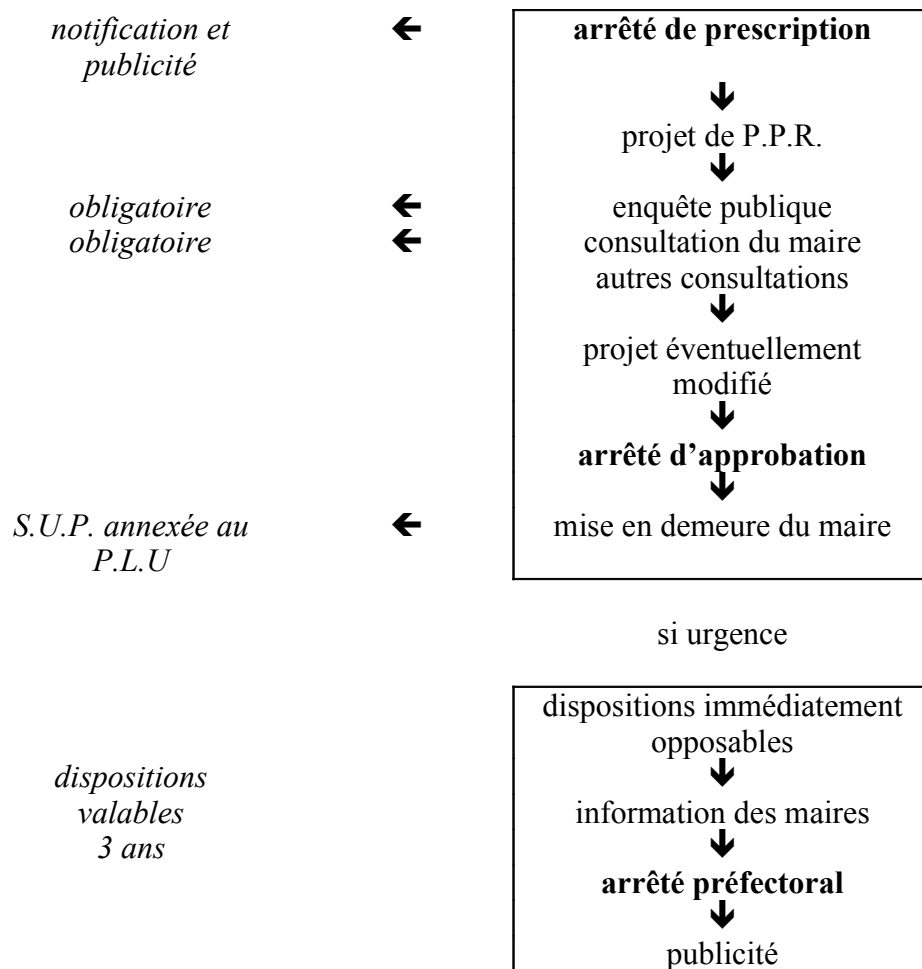 notification et
publicité
arrêté de prescription
projet de P.P.R.
obligatoire
enquête publique
obligatoire
consultation du maire
autres consultations
projet éventuellement
modifié
arrêté d’approbation
S.U.P. annexée au
P.L.U
mise en demeure du maire
si urgence
dispositions immédiatement
opposables
dispositions
valables
3 ans
information des maires
arrêté préfectoral
publicité